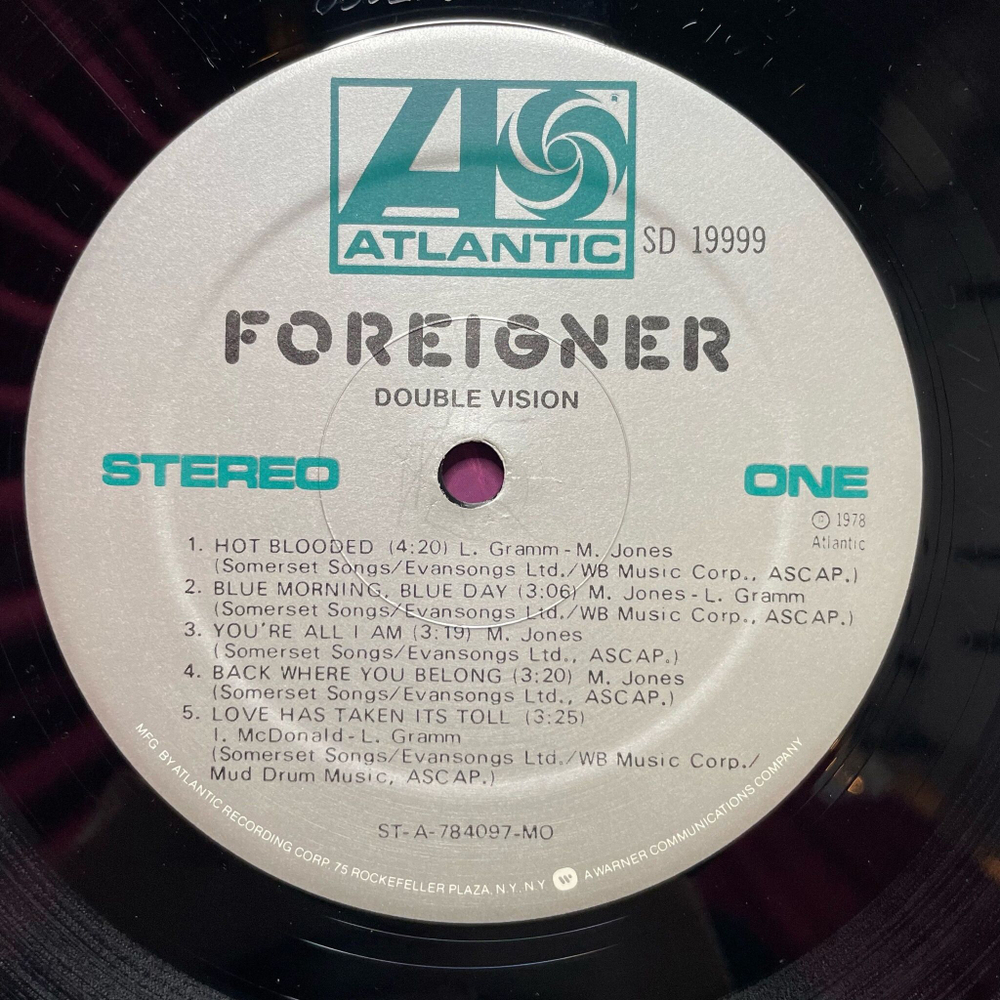 ATLANTIC
SD 19999
FOREIGNER
DOUBLE VISION
STEREO
ONE
Ⓟ 1978
Atlantic
1. HOT BLOODED (4:20) L. Gramm - M. Jones
(Somerset Songs/Evansongs Ltd./WB Music Corp., ASCAP.)
2. BLUE MORNING, BLUE DAY (3:06) M. Jones - L. Gramm
(Somerset Songs/Evansongs Ltd./WB Music Corp., ASCAP.)
3. YOU'RE ALL I AM (3:19) M. Jones
(Somerset Songs/Evansongs Ltd., ASCAP.)
4. BACK WHERE YOU BELONG (3:20) M. Jones
(Somerset Songs/Evansongs Ltd., ASCAP.)
5. LOVE HAS TAKEN ITS TOLL (3:25)
I. McDonald - L. Gramm
(Somerset Songs/Evansongs Ltd./WB Music Corp./
Mud Drum Music, ASCAP.)
ST-A-784097-MO
MFG BY ATLANTIC RECORDING CORP. 75 ROCKEFELLER PLAZA, N.Y. N Y A WARNER COMMUNICATIONS COMPANY